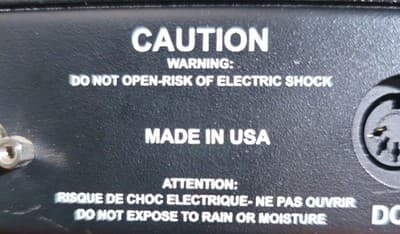 CAUTION
WARNING:
DO NOT OPEN-RISK OF ELECTRIC SHOCK
MADE IN USA
ATTENTION:
RISQUE DE CHOC ELECTRIQUE- NE PAS OUVRIR
DO NOT EXPOSE TO RAIN OR MOISTURE
DC